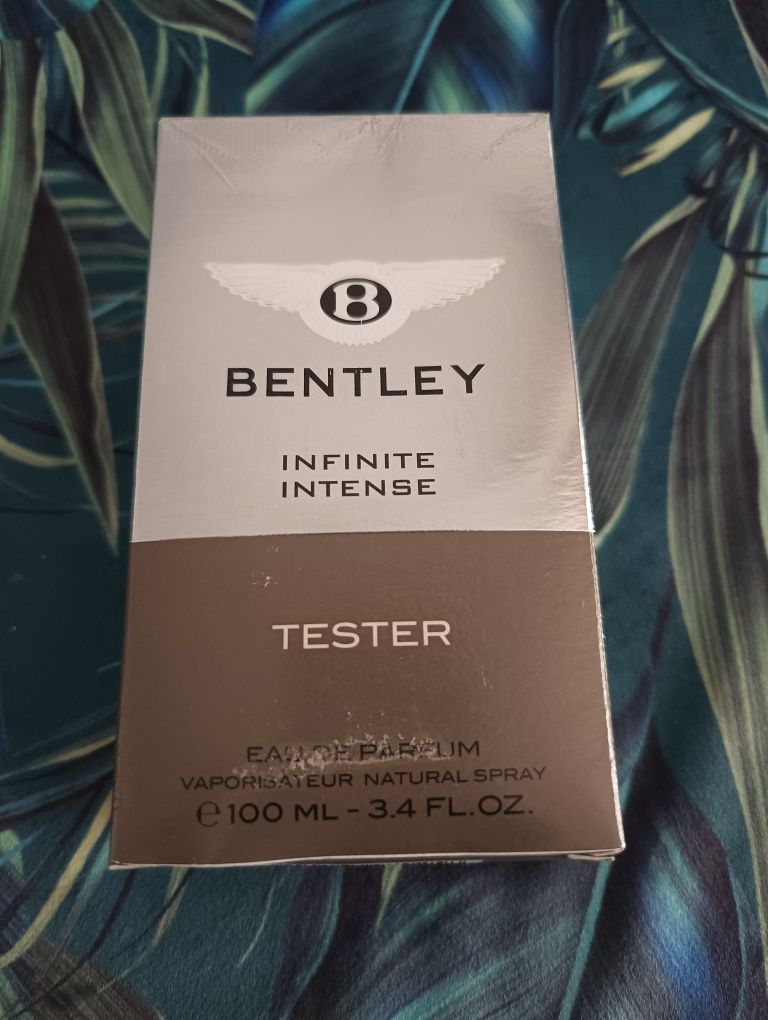 B
BENTLEY
INFINITE
INTENSE
TESTER
EAU DE PARFUM
VAPORISATEUR NATURAL SPRAY
℮ 100 ML - 3.4 FL.OZ.